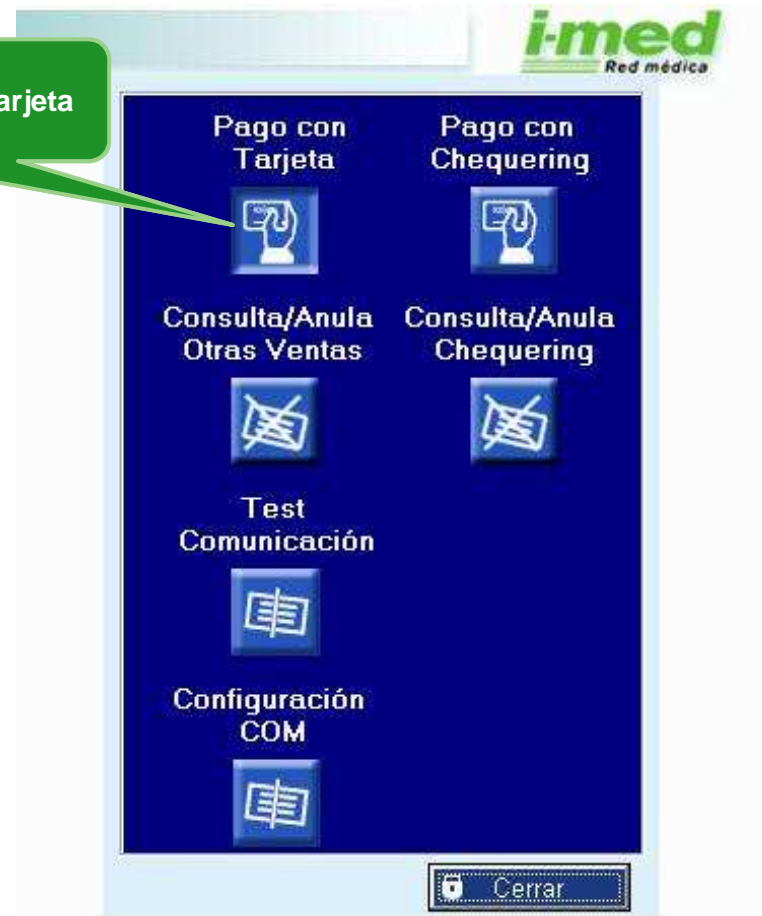 i-med
Red médica
Pago con
Tarjeta
Pago con
Chequering
Consulta/Anula
Otras Ventas
Consulta/Anula
Chequering
Test
Comunicación
Configuración
COM
Cerrar